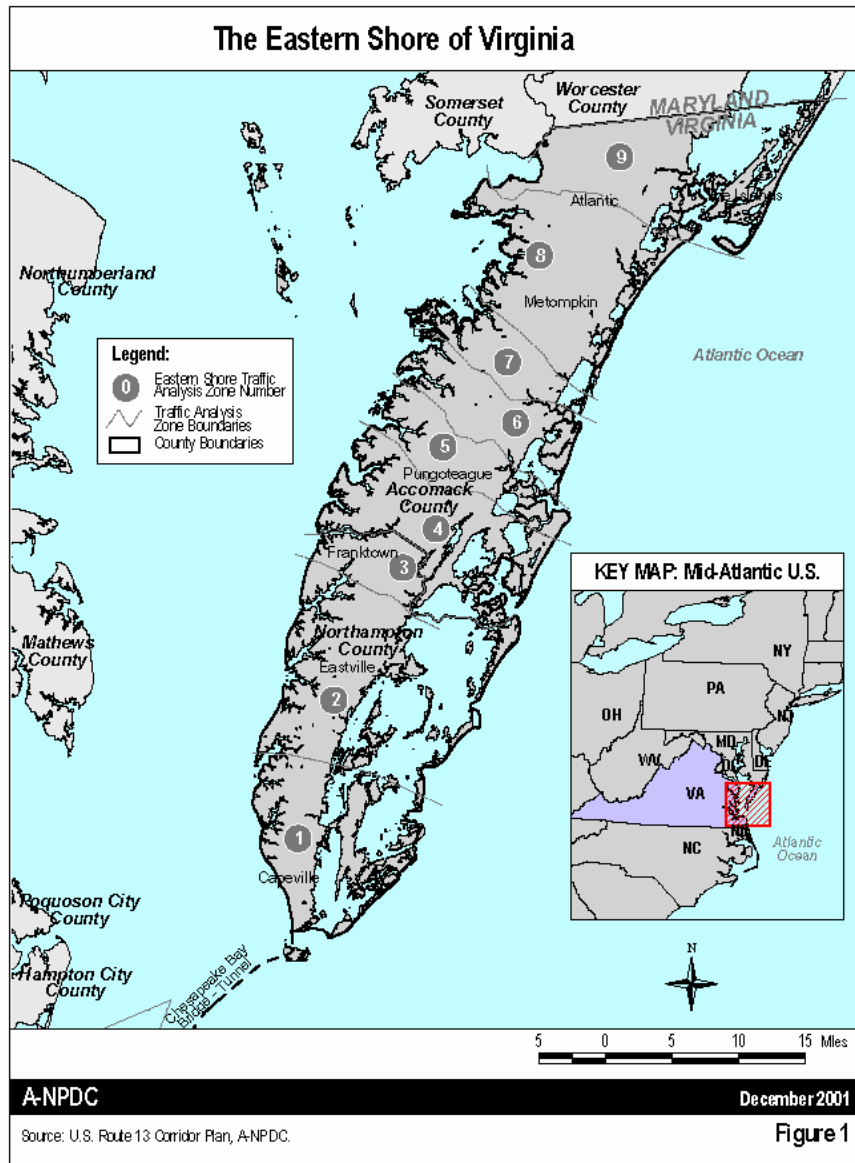 The Eastern Shore of Virginia
Worcester
County
Somerset
County
MARYLAND
VIRGINIA
9
Atlantic
8
Northumberland
County
Metompkin
Atlantic Ocean
Legend:
0 Eastern Shore Traffic
Analysis Zone Number
Traffic Analysis
Zone Boundaries
County Boundaries
7
6
5
Pungoteague
Accomack
County
4
Franktown
3
Mathews
County
Northampton
County
Eastville
2
1
Capeville
Poquoson City
County
Hampton City
County
Chesapeake Bay
Bridge - Tunnel
KEY MAP: Mid-Atlantic U.S.
NY
PA
NJ
OH
MD
DE
WV
VA
NC
Atlantic
Ocean
N
5 0 5 10 15 Miles
A-NPDC
December 2001
Source: U.S. Route 13 Corridor Plan, A-NPDC.
Figure 1